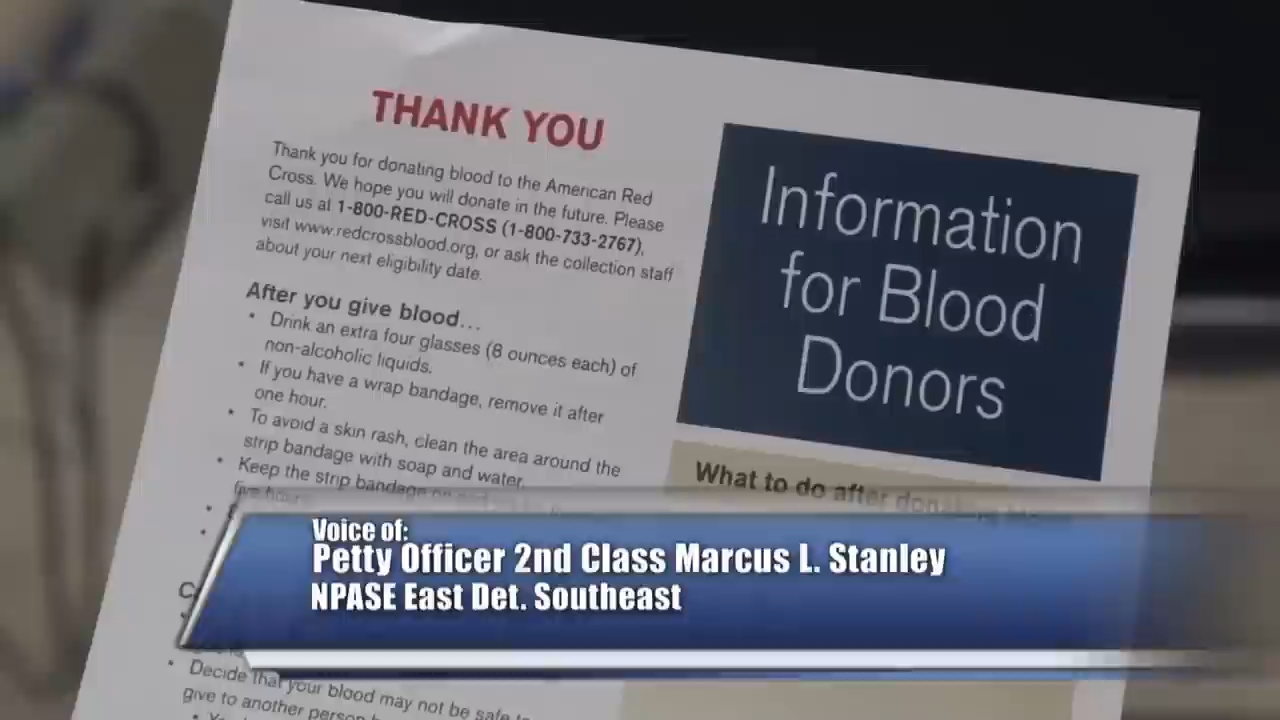 THANK YOU
Thank you for donating blood to the American Red
Cross. We hope you will donate in the future. Please
call us at 1-800-RED-CROSS (1-800-733-2767),
visit www.redcrossblood.org, or ask the collection staff
about your next eligibility date.
After you give blood…
• Drink an extra four glasses (8 ounces each) of
non-alcoholic liquids.
• If you have a wrap bandage, remove it after
one hour.
• To avoid a skin rash, clean the area around the
strip bandage with soap and water.
• Keep the strip bandage on
five hours
• Decide that your blood may not be safe to
give to another person
Information
for Blood
Donors
What to do after donating
Voice of:
Petty Officer 2nd Class Marcus L. Stanley
NPASE East Det. Southeast